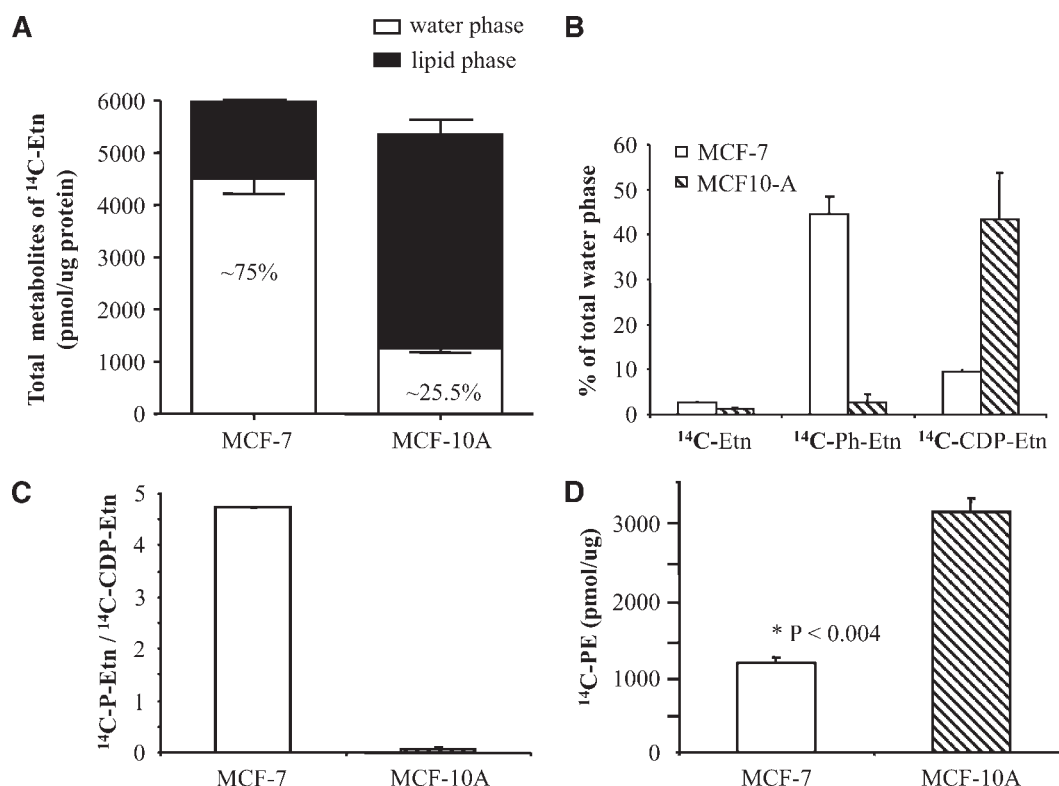 A
water phase
lipid phase
Total metabolites of ¹⁴C-Etn
(pmol/ug protein)
6000
5000
4000
3000
2000
1000
0
~75%
~25.5%
MCF-7
MCF-10A
B
% of total water phase
60
50
40
30
20
10
0
MCF-7
MCF10-A
¹⁴C-Etn
¹⁴C-Ph-Etn
¹⁴C-CDP-Etn
C
¹⁴C-P-Etn / ¹⁴C-CDP-Etn
5
4
3
2
1
0
MCF-7
MCF-10A
D
¹⁴C-PE (pmol/ug)
3000
2000
1000
0
* P < 0.004
MCF-7
MCF-10A